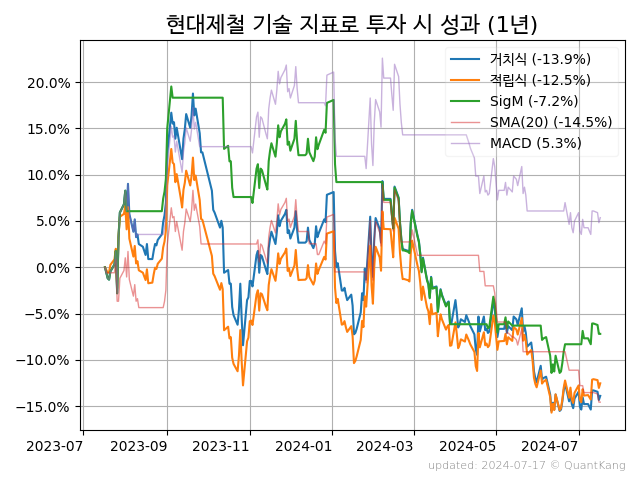 현대제철 기술 지표로 투자 시 성과 (1년)
거치식 (-13.9%)
적립식 (-12.5%)
SigM (-7.2%)
SMA(20) (-14.5%)
MACD (5.3%)
20.0%
15.0%
10.0%
5.0%
0.0%
−5.0%
−10.0%
−15.0%
2023-07 2023-09 2023-11 2024-01 2024-03 2024-05 2024-07
updated: 2024-07-17 © QuantKang